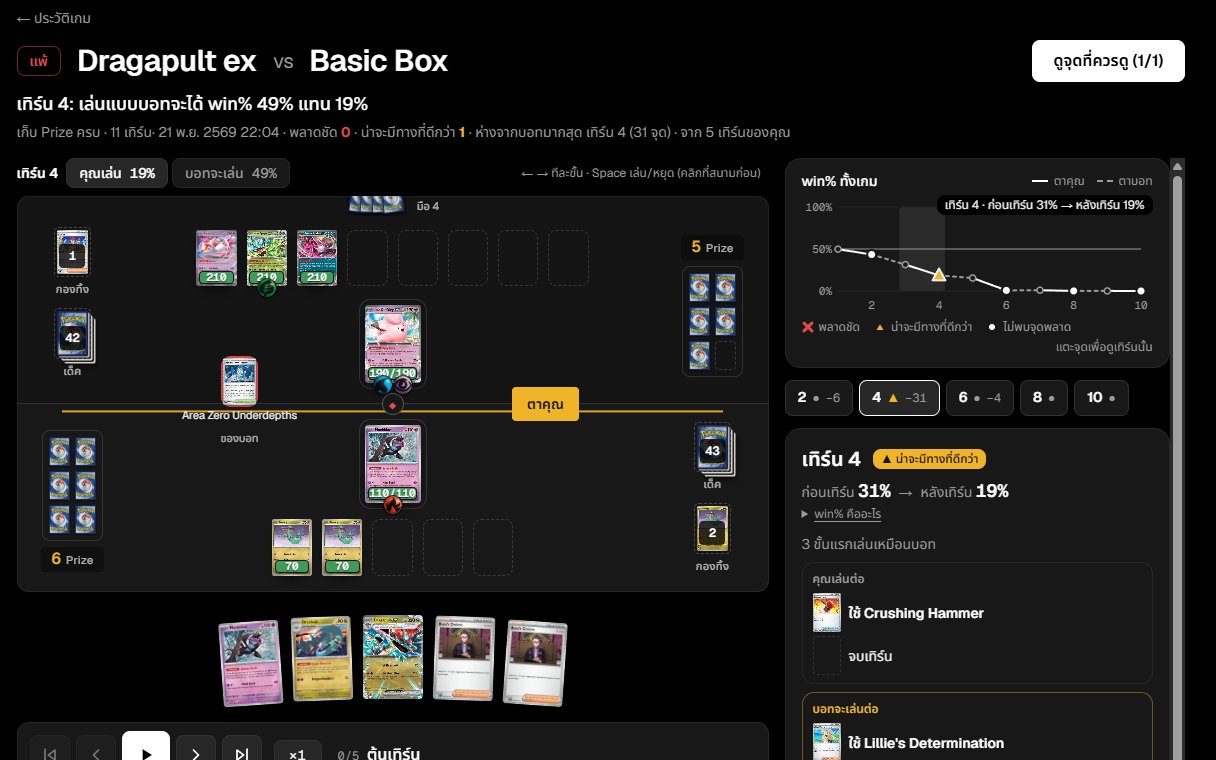 ← ประวัติเกม
แพ้ Dragapult ex vs Basic Box
ดูจุดที่ควรดู (1/1)
เทิร์น 4: เล่นแบบบอทจะได้ win% 49% แทน 19%
เก็บ Prize ครบ · 11 เทิร์น· 21 พ.ย. 2569 22:04 · พลาดชัด 0 · น่าจะมีทางที่ดีกว่า 1 · ห่างจากบอทมากสุด เทิร์น 4 (31 จุด) · จาก 5 เทิร์นของคุณ
เทิร์น 4 คุณเล่น 19% บอทจะเล่น 49%
← → ทีละขั้น · Space เล่น/หยุด (คลิกที่สนามก่อน)
มือ 4
1
กองทิ้ง
210 210 210
5 Prize
42
เด็ค
190/190
Area Zero Underdepths
ของบอท
ตาคุณ
110/110
43
เด็ค
6 Prize
70 70
2
กองทิ้ง
0/5 ต้นเทิร์น
×1
win% ทั้งเกม
ตาคุณ ตาบอท
เทิร์น 4 · ก่อนเทิร์น 31% → หลังเทิร์น 19%
100%
50%
0%
2 4 6 8 10
พลาดชัด น่าจะมีทางที่ดีกว่า ไม่พบจุดพลาด
แตะจุดเพื่อดูเทิร์นนั้น
2 ● −6 4 ▲ −31 6 ● −4 8 ● 10 ●
เทิร์น 4 ▲ น่าจะมีทางที่ดีกว่า
ก่อนเทิร์น 31% → หลังเทิร์น 19%
▶ win% คืออะไร
3 ขั้นแรกเล่นเหมือนบอท
คุณเล่นต่อ
ใช้ Crushing Hammer
จบเทิร์น
บอทจะเล่นต่อ
ใช้ Lillie's Determination